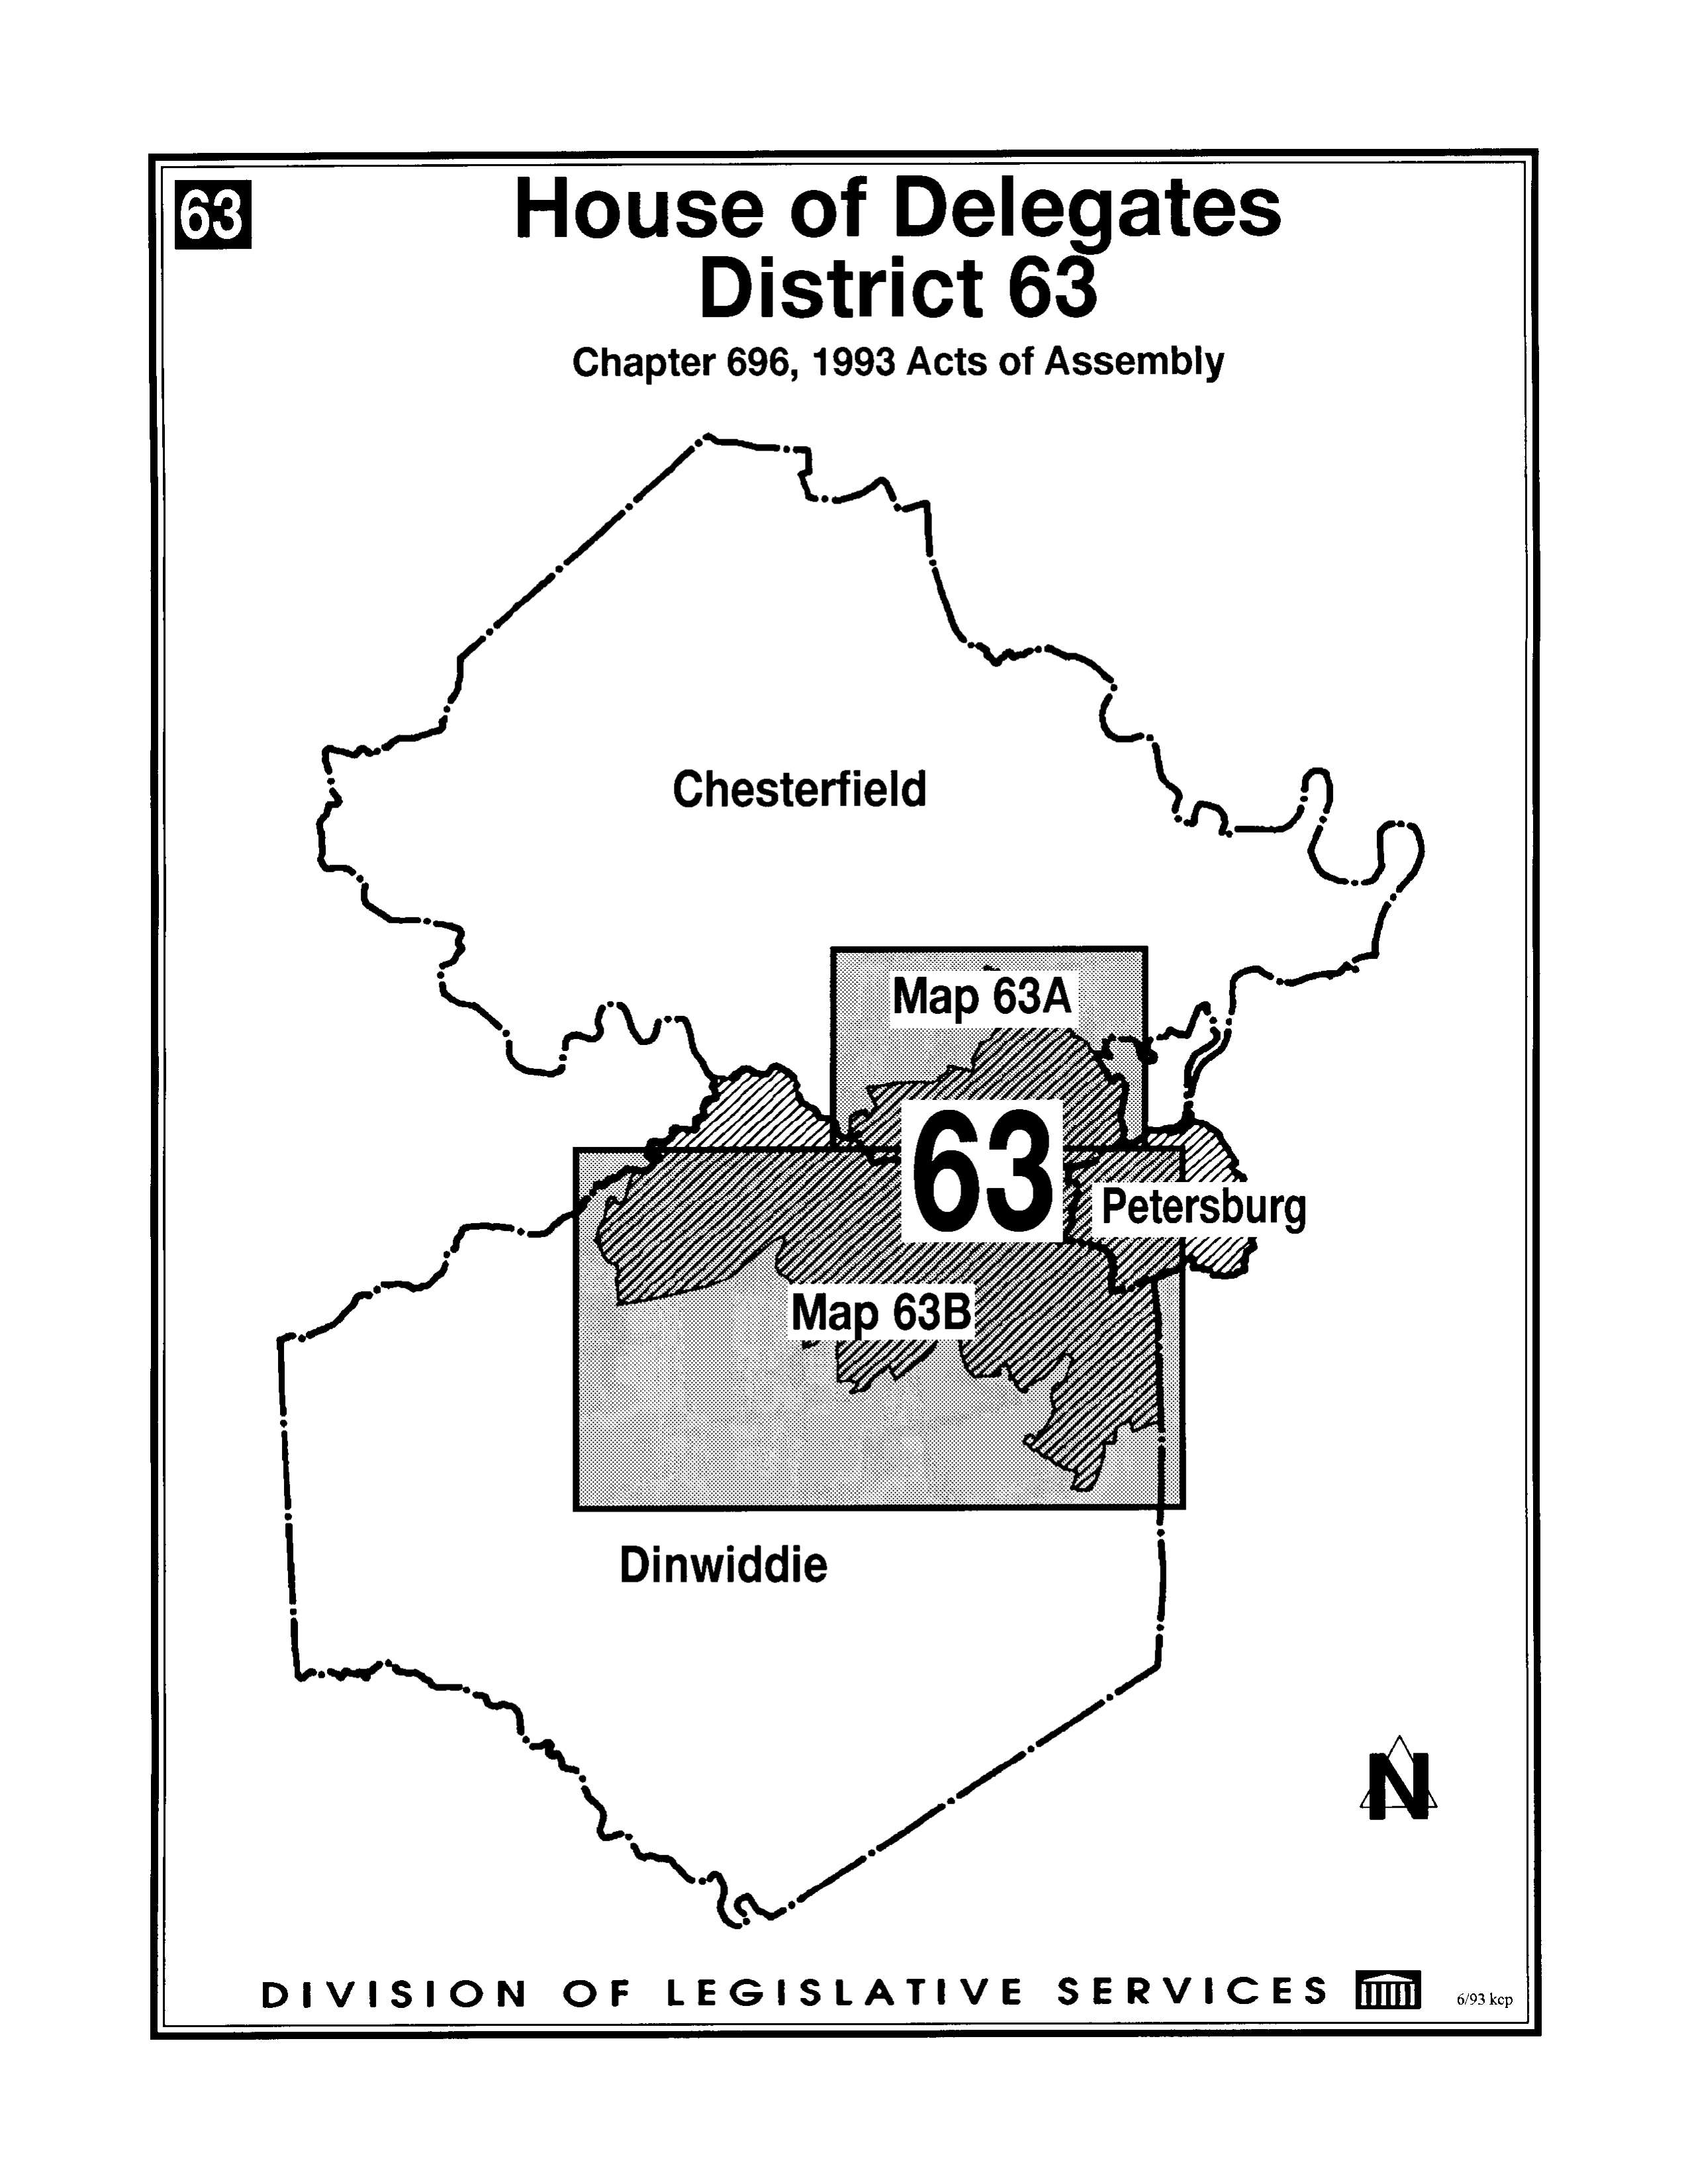 63
House of Delegates
District 63
Chapter 696, 1993 Acts of Assembly
Chesterfield
Map 63A
63
Petersburg
Map 63B
Dinwiddie
N
DIVISION OF LEGISLATIVE SERVICES
6/93 kcp